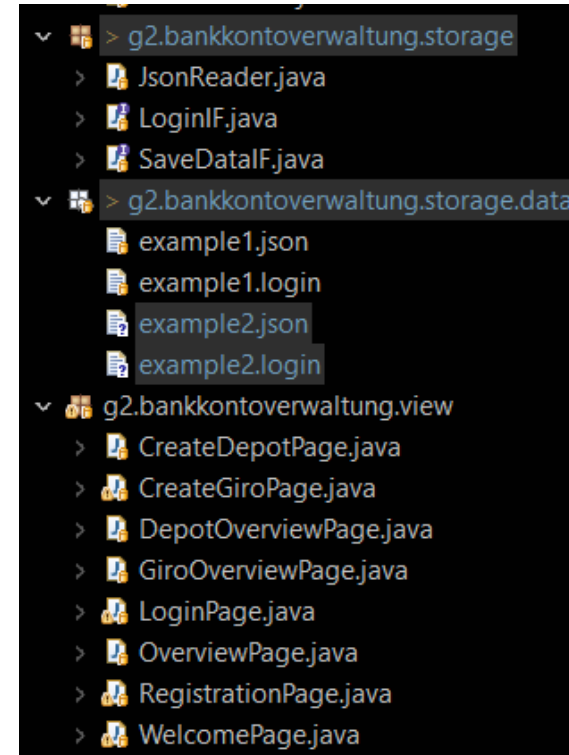 > g2.bankkontoverwaltung.storage
> JsonReader.java
> LoginIF.java
> SaveDataIF.java
> g2.bankkontoverwaltung.storage.data
example1.json
example1.login
example2.json
example2.login
g2.bankkontoverwaltung.view
> CreateDepotPage.java
> CreateGiroPage.java
> DepotOverviewPage.java
> GiroOverviewPage.java
> LoginPage.java
> OverviewPage.java
> RegistrationPage.java
> WelcomePage.java